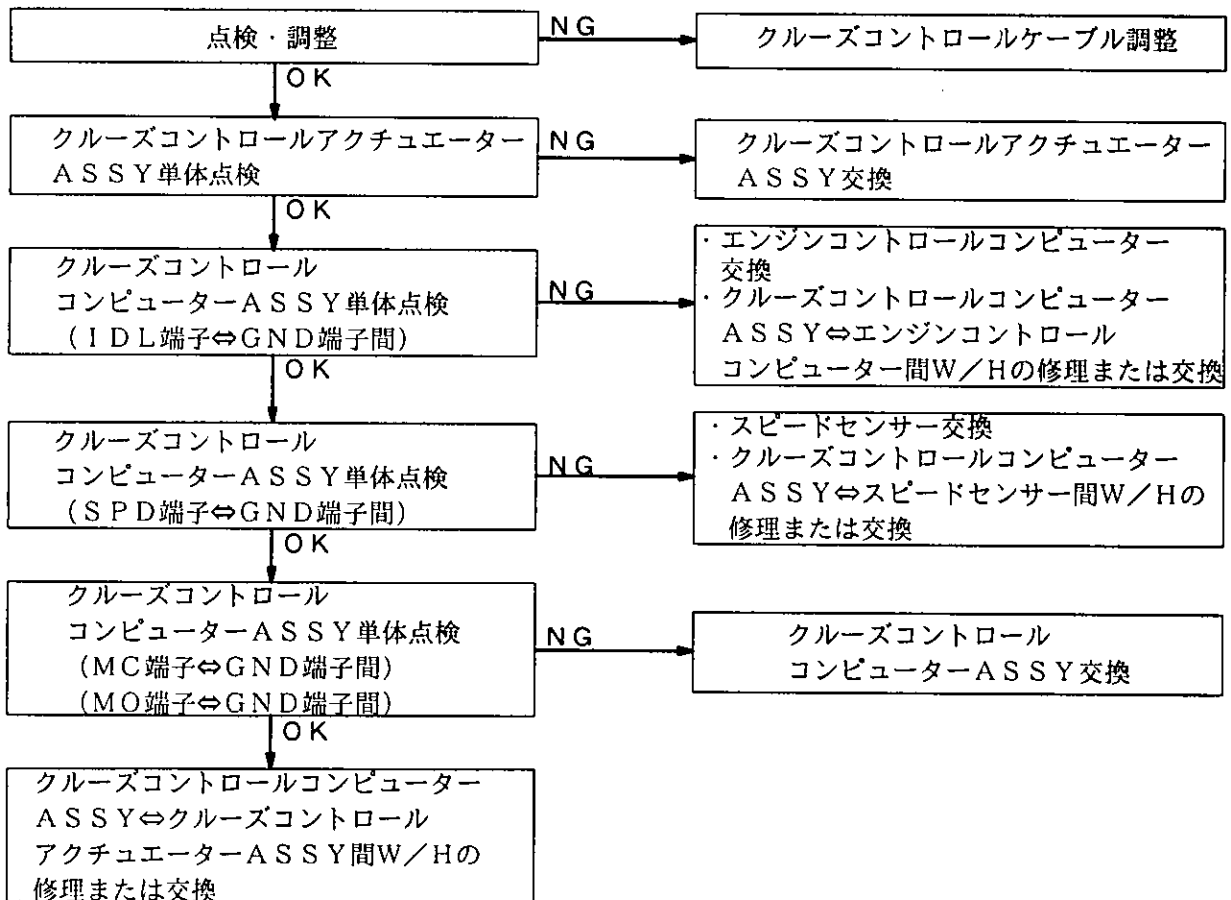 点検・調整
NG
クルーズコントロールケーブル調整
OK
クルーズコントロールアクチュエーター
ASSY単体点検
NG
クルーズコントロールアクチュエーター
ASSY交換
OK
クルーズコントロール
コンピューターASSY単体点検
(IDL端子⇔GND端子間)
NG
・エンジンコントロールコンピューター
交換
・クルーズコントロールコンピューター
ASSY⇔エンジンコントロール
コンピューター間W/Hの修理または交換
OK
クルーズコントロール
コンピューターASSY単体点検
(SPD端子⇔GND端子間)
NG
・スピードセンサー交換
・クルーズコントロールコンピューター
ASSY⇔スピードセンサー間W/Hの
修理または交換
OK
クルーズコントロール
コンピューターASSY単体点検
(MC端子⇔GND端子間)
(MO端子⇔GND端子間)
NG
クルーズコントロール
コンピューターASSY交換
OK
クルーズコントロールコンピューター
ASSY⇔クルーズコントロール
アクチュエーターASSY間W/Hの
修理または交換